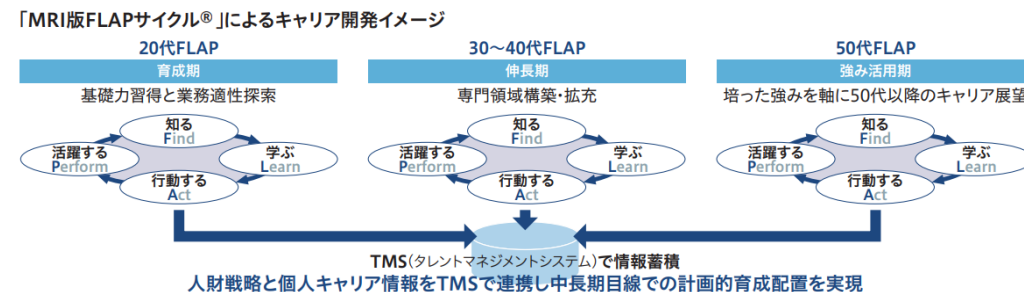 「MRI版FLAPサイクル®」によるキャリア開発イメージ
20代FLAP
育成期
基礎力習得と業務適性探索
知る
Find
学ぶ
Learn
行動する
Act
活躍する
Perform
30～40代FLAP
伸長期
専門領域構築・拡充
知る
Find
学ぶ
Learn
行動する
Act
活躍する
Perform
50代FLAP
強み活用期
培った強みを軸に50代以降のキャリア展望
知る
Find
学ぶ
Learn
行動する
Act
活躍する
Perform
TMS（タレントマネジメントシステム）で情報蓄積
人財戦略と個人キャリア情報をTMSで連携し中長期目線での計画的育成配置を実現